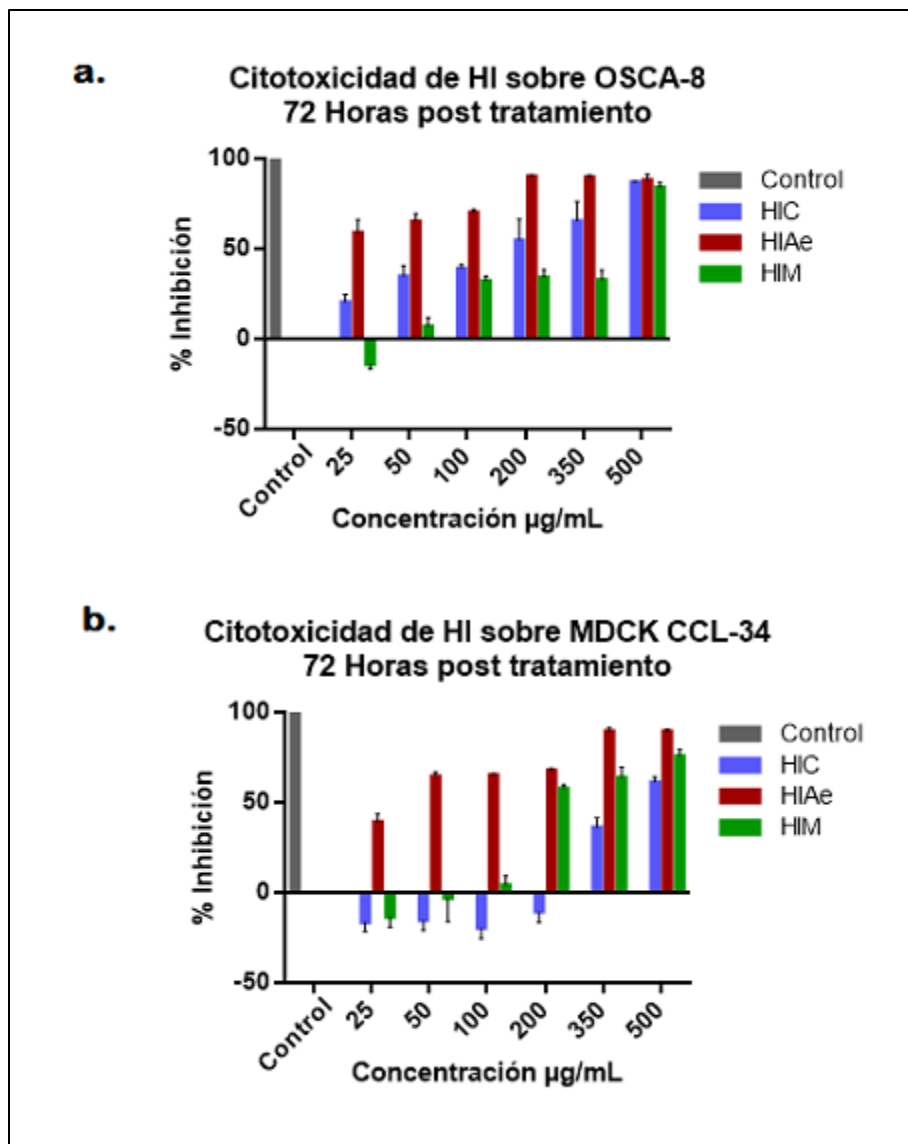 a.
Citotoxicidad de HI sobre OSCA-8
72 Horas post tratamiento
% Inhibición
100
50
0
-50
Control
25
50
100
200
350
500
Concentración µg/mL
Control
HIC
HIAe
HIM
b.
Citotoxicidad de HI sobre MDCK CCL-34
72 Horas post tratamiento
% Inhibición
100
50
0
-50
Control
25
50
100
200
350
500
Concentración µg/mL
Control
HIC
HIAe
HIM